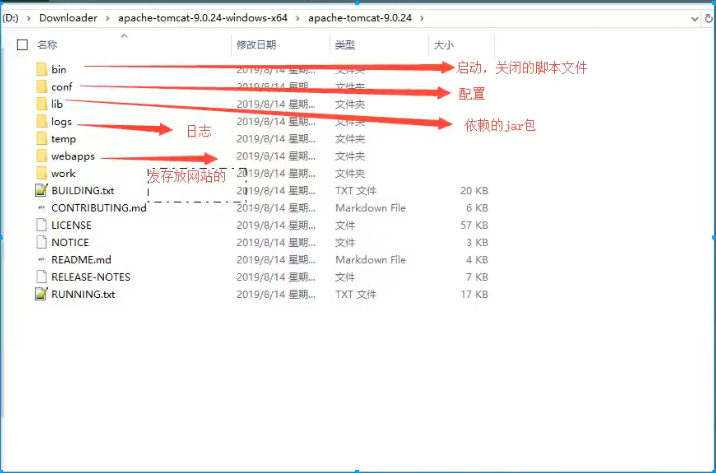 (D:) › Downloader › apache-tomcat-9.0.24-windows-x64 › apache-tomcat-9.0.24 ›
名称 修改日期 类型 大小
bin 2019/8/14 星期... 文件夹 启动，关闭的脚本文件
conf 2019/8/14 星期... 文件夹 配置
lib 2019/8/14 星期... 文件夹
logs 2019/8/14 星期... 文件夹 依赖的jar包
日志
temp 2019/8/14 星期... 文件夹
webapps 2019/8/14 星期... 文件夹
work 2019/8/14 星期... 文件夹
发存放网站的
BUILDING.txt 2019/8/14 星期... TXT 文件 20 KB
CONTRIBUTING.md 2019/8/14 星期... Markdown File 6 KB
LICENSE 2019/8/14 星期... 文件 57 KB
NOTICE 2019/8/14 星期... 文件 3 KB
README.md 2019/8/14 星期... Markdown File 4 KB
RELEASE-NOTES 2019/8/14 星期... 文件 7 KB
RUNNING.txt 2019/8/14 星期... TXT 文件 17 KB